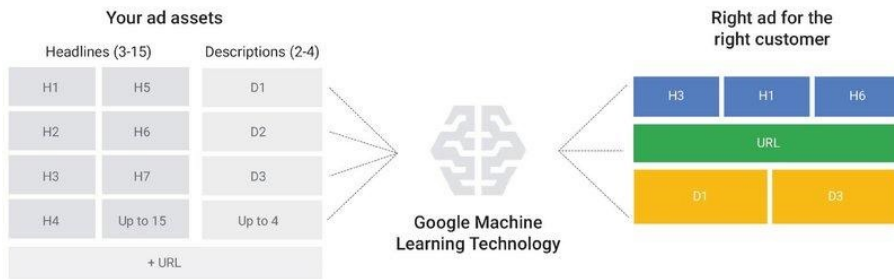 Your ad assets
Headlines (3-15) Descriptions (2-4)
H1 H5 D1
H2 H6 D2
H3 H7 D3
H4 Up to 15 Up to 4
+ URL
Google Machine
Learning Technology
Right ad for the
right customer
H3 H1 H6
URL
D1 D3